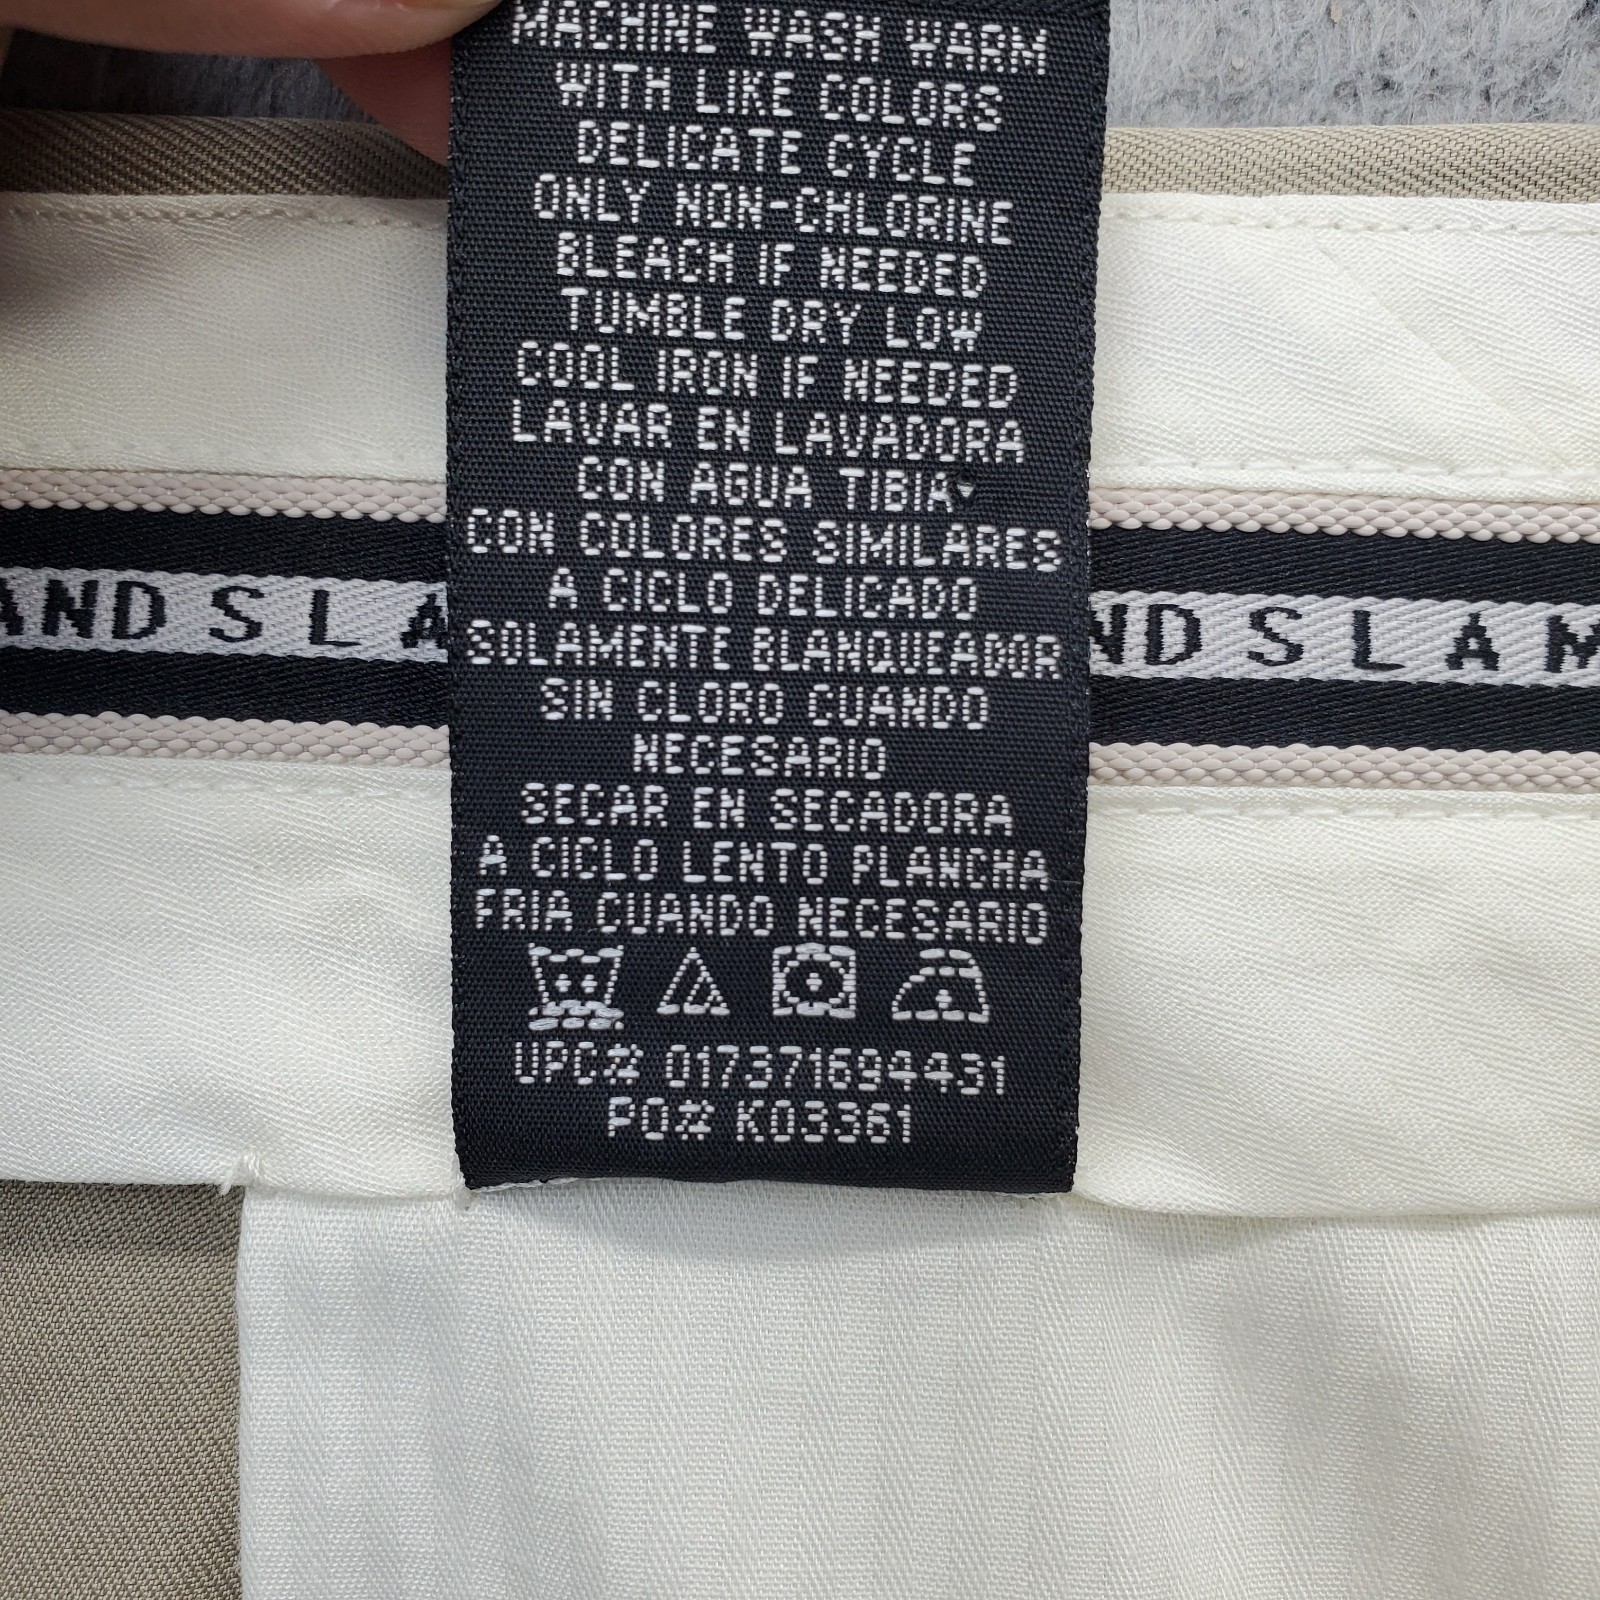 MACHINE WASH WARM
WITH LIKE COLORS
DELICATE CYCLE
ONLY NON-CHLORINE
BLEACH IF NEEDED
TUMBLE DRY LOW
COOL IRON IF NEEDED
LAVAR EN LAVADORA
CON AGUA TIBIA
CON COLORES SIMILARES
A CICLO DELICADO
SOLAMENTE BLANQUEADOR
SIN CLORO CUANDO
NECESARIO
SECAR EN SECADORA
A CICLO LENTO PLANCHA
FRIA CUANDO NECESARIO
UPC# 017371694431
PO# K03361
AND S L A
ND S L A M